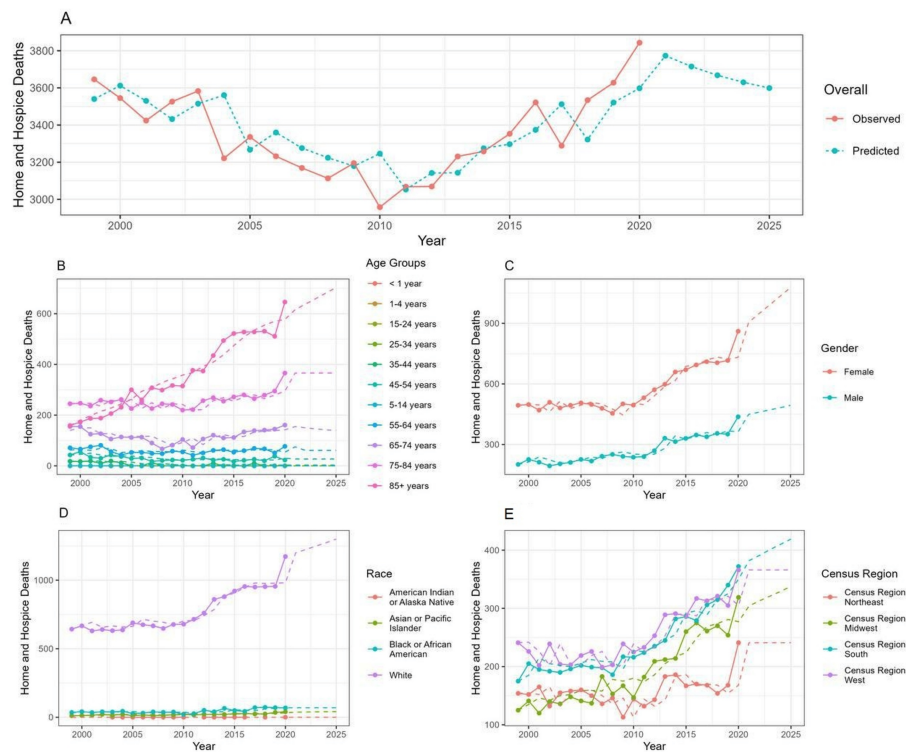 A
Home and Hospice Deaths
3800
3600
3400
3200
3000
2000
2005
2010
2015
2020
2025
Year
Overall
Observed
Predicted
B
Home and Hospice Deaths
600
400
200
0
2000
2005
2010
2015
2020
2025
Year
Age Groups
< 1 year
1-4 years
15-24 years
25-34 years
35-44 years
45-54 years
5-14 years
55-64 years
65-74 years
75-84 years
85+ years
C
Home and Hospice Deaths
900
600
300
2000
2005
2010
2015
2020
2025
Year
Gender
Female
Male
D
Home and Hospice Deaths
1000
500
0
2000
2005
2010
2015
2020
2025
Year
Race
American Indian
or Alaska Native
Asian or Pacific
Islander
Black or African
American
White
E
Home and Hospice Deaths
400
300
200
100
2000
2005
2010
2015
2020
2025
Year
Census Region
Census Region
Northeast
Census Region
Midwest
Census Region
South
Census Region
West